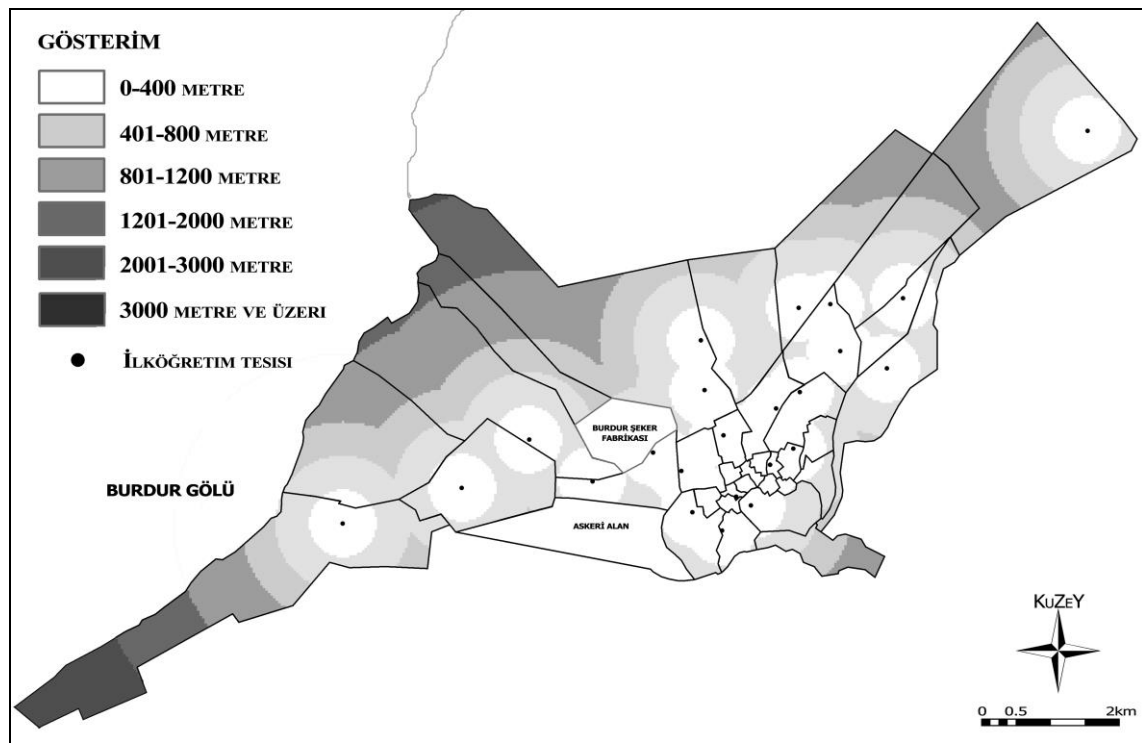 GÖSTERİM
0-400 METRE
401-800 METRE
801-1200 METRE
1201-2000 METRE
2001-3000 METRE
3000 METRE VE ÜZERI
İLKÖĞRETIM TESISI
BURDUR ŞEKER
FABRİKASI
BURDUR GÖLÜ
ASKERİ ALAN
KUZEY
0 0.5 2km